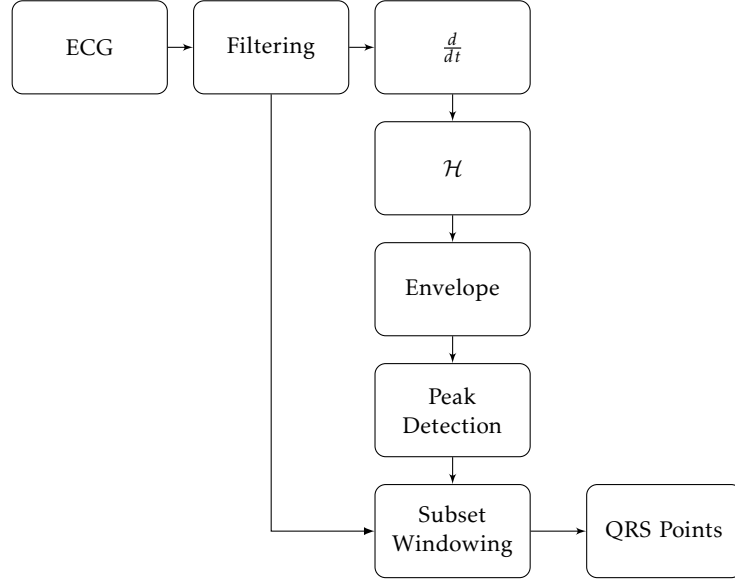 ECG
Filtering
d/dt
ℋ
Envelope
Peak
Detection
Subset
Windowing
QRS Points